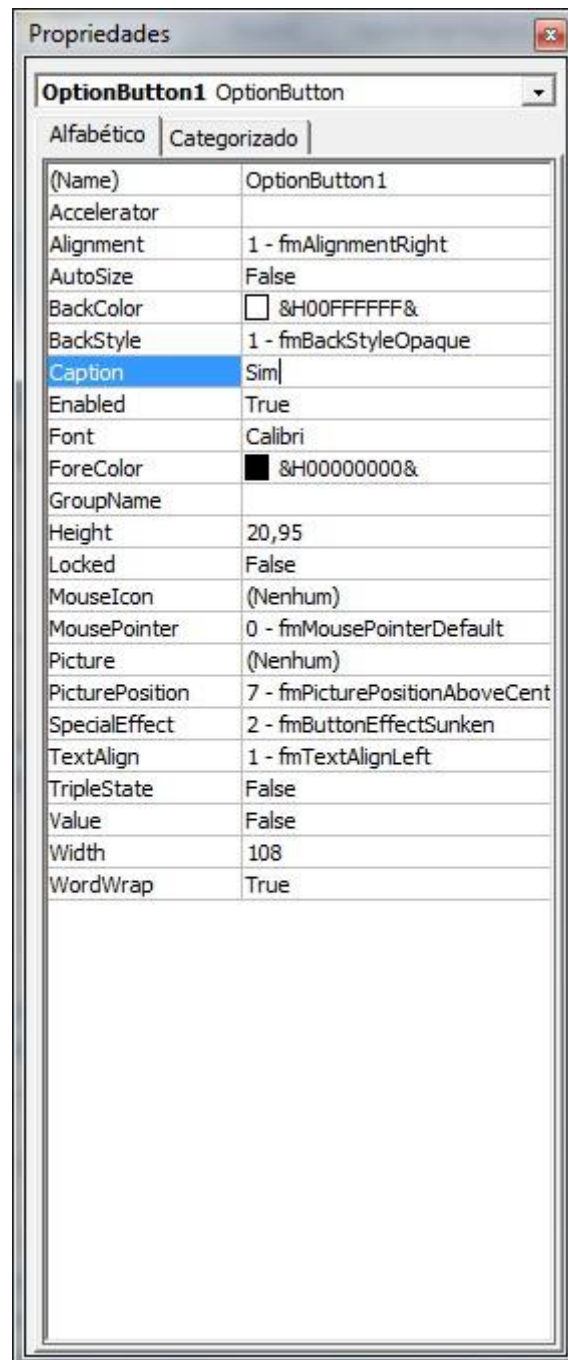 Propriedades
OptionButton1 OptionButton
Alfabético Categorizado
(Name) OptionButton1
Accelerator
Alignment 1 - fmAlignmentRight
AutoSize False
BackColor &H00FFFFFF&
BackStyle 1 - fmBackStyleOpaque
Caption Sim
Enabled True
Font Calibri
ForeColor &H00000000&
GroupName
Height 20,95
Locked False
MouseIcon (Nenhum)
MousePointer 0 - fmMousePointerDefault
Picture (Nenhum)
PicturePosition 7 - fmPicturePositionAboveCent
SpecialEffect 2 - fmButtonEffectSunken
TextAlign 1 - fmTextAlignLeft
TripleState False
Value False
Width 108
WordWrap True